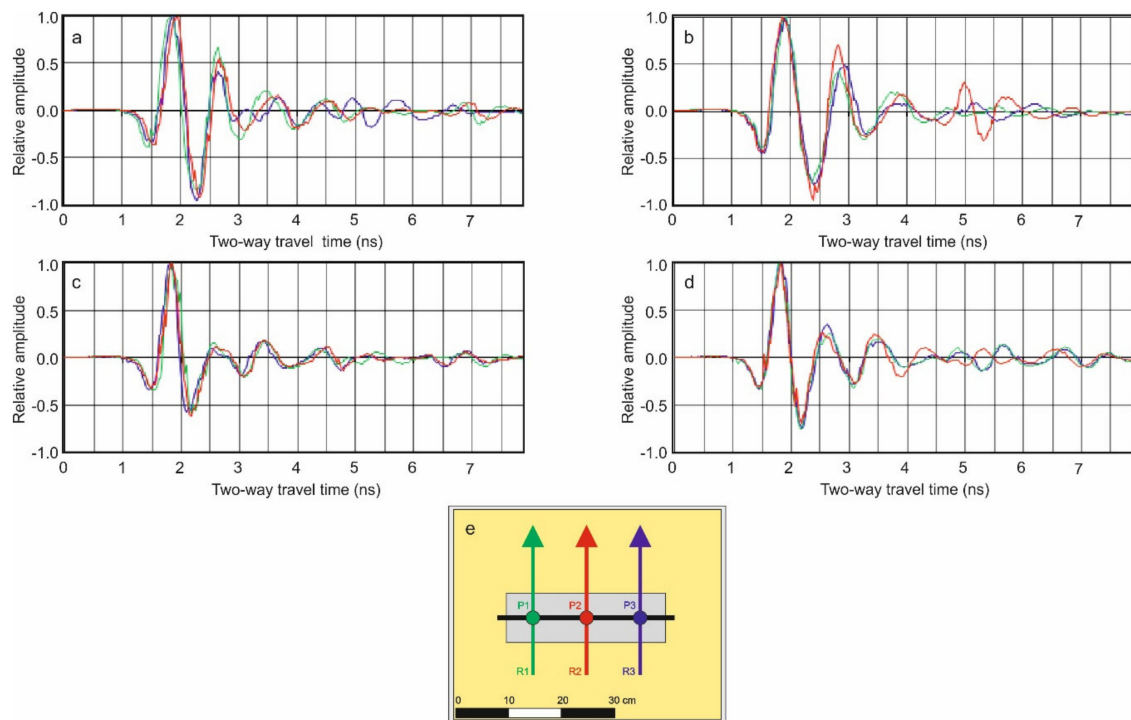 a
1.0
0.5
0.0
-0.5
-1.0
Relative amplitude
0 1 2 3 4 5 6 7
Two-way travel time (ns)
b
1.0
0.5
0.0
-0.5
-1.0
Relative amplitude
0 1 2 3 4 5 6 7
Two-way travel time (ns)
c
1.0
0.5
0.0
-0.5
-1.0
Relative amplitude
0 1 2 3 4 5 6 7
Two-way travel time (ns)
d
1.0
0.5
0.0
-0.5
-1.0
Relative amplitude
0 1 2 3 4 5 6 7
Two-way travel time (ns)
e
P1 P2 P3
R1 R2 R3
0 10 20 30 cm